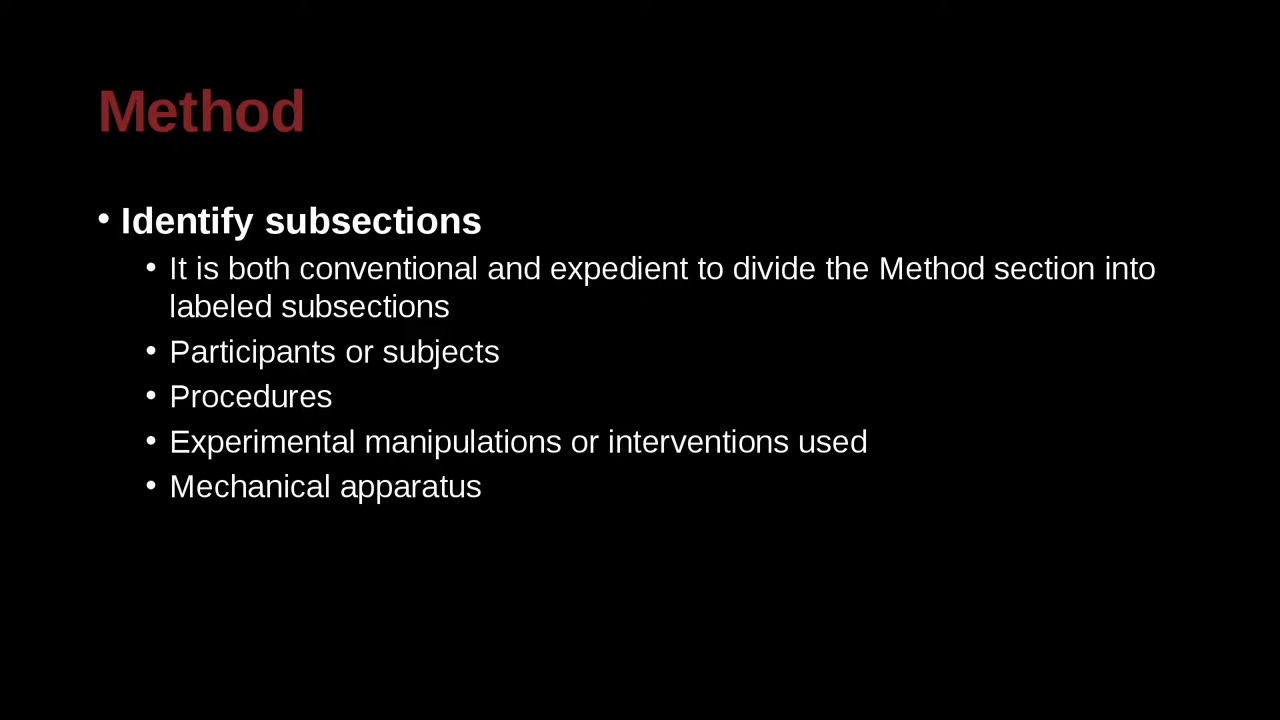 Method
• Identify subsections
• It is both conventional and expedient to divide the Method section into
labeled subsections
• Participants or subjects
• Procedures
• Experimental manipulations or interventions used
• Mechanical apparatus